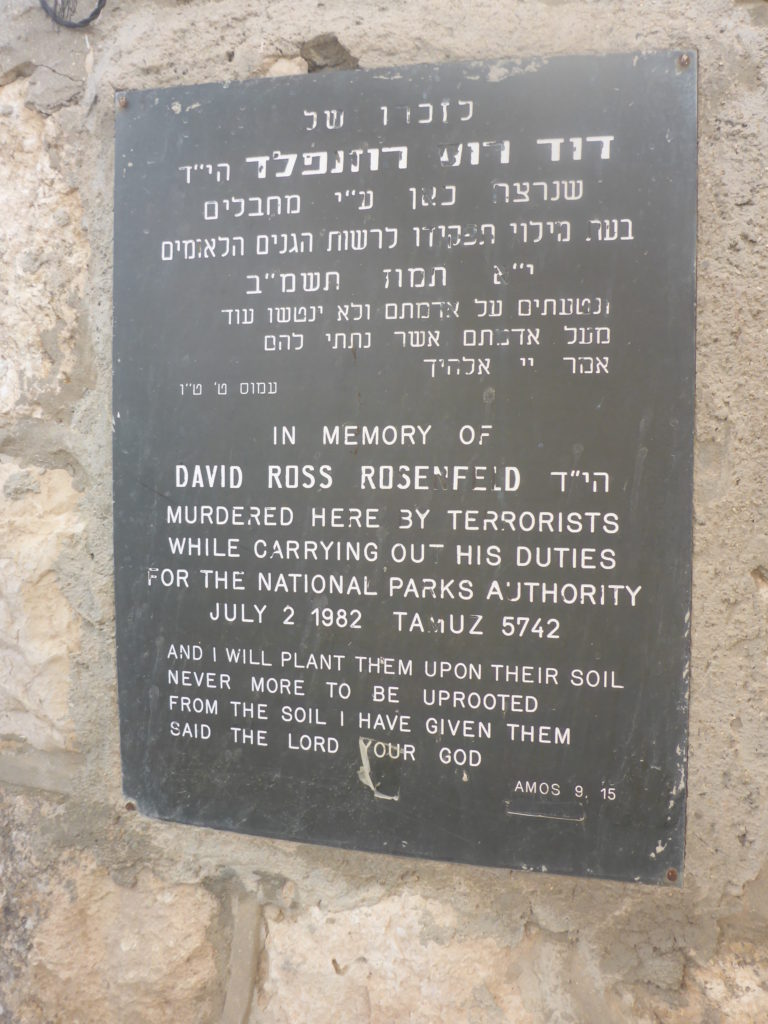 לזכרו של
דוד רוס רוזנפלד הי״ד
שנרצח כאן ע״י מחבלים
בעת מילוי תפקידו לרשות הגנים הלאומים
י״א תמוז תשמ״ב
ונטעתים על אדמתם ולא ינטשו עוד
מעל אדמתם אשר נתתי להם
אמר יי אלהיך
עמוס ט' ט״ו
IN MEMORY OF
DAVID ROSS ROSENFELD הי״ד
MURDERED HERE BY TERRORISTS
WHILE CARRYING OUT HIS DUTIES
FOR THE NATIONAL PARKS AUTHORITY
JULY 2 1982 TAMUZ 5742
AND I WILL PLANT THEM UPON THEIR SOIL
NEVER MORE TO BE UPROOTED
FROM THE SOIL I HAVE GIVEN THEM
SAID THE LORD YOUR GOD
AMOS 9. 15